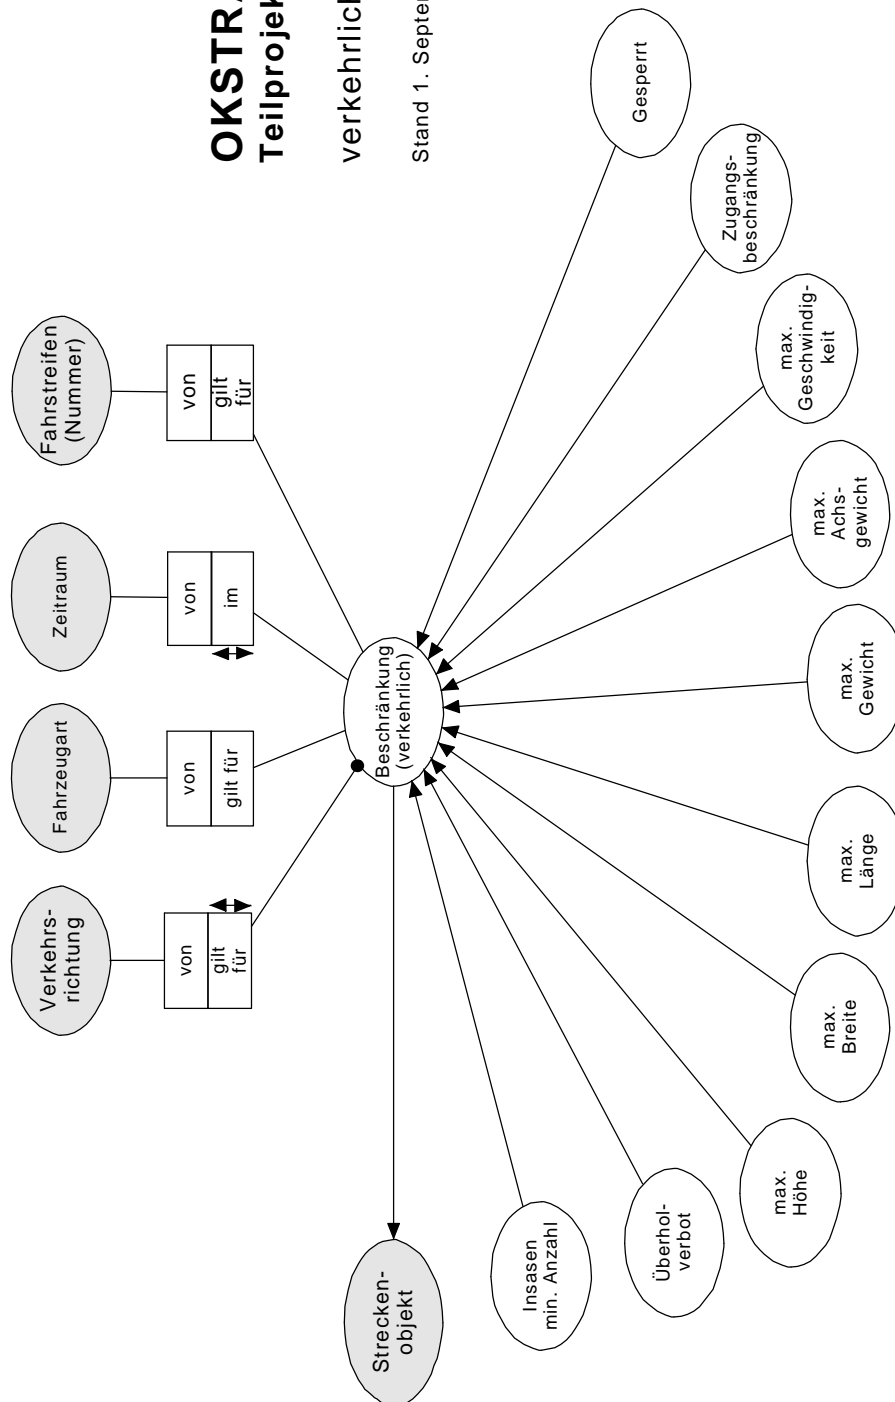 OKSTRA
Teilprojek
verkehrlich
Stand 1. Septem
Verkehrs-
richtung
Fahrzeugart
Zeitraum
Fahrstreifen
(Nummer)
von
gilt
für
von
gilt für
von
im
von
gilt
für
Strecken-
objekt
Beschränkung
(verkehrlich)
Insasen
min. Anzahl
Überhol-
verbot
max.
Höhe
max.
Breite
max.
Länge
max.
Gewicht
max.
Achs-
gewicht
max.
Geschwindig-
keit
Zugangs-
beschränkung
Gesperrt